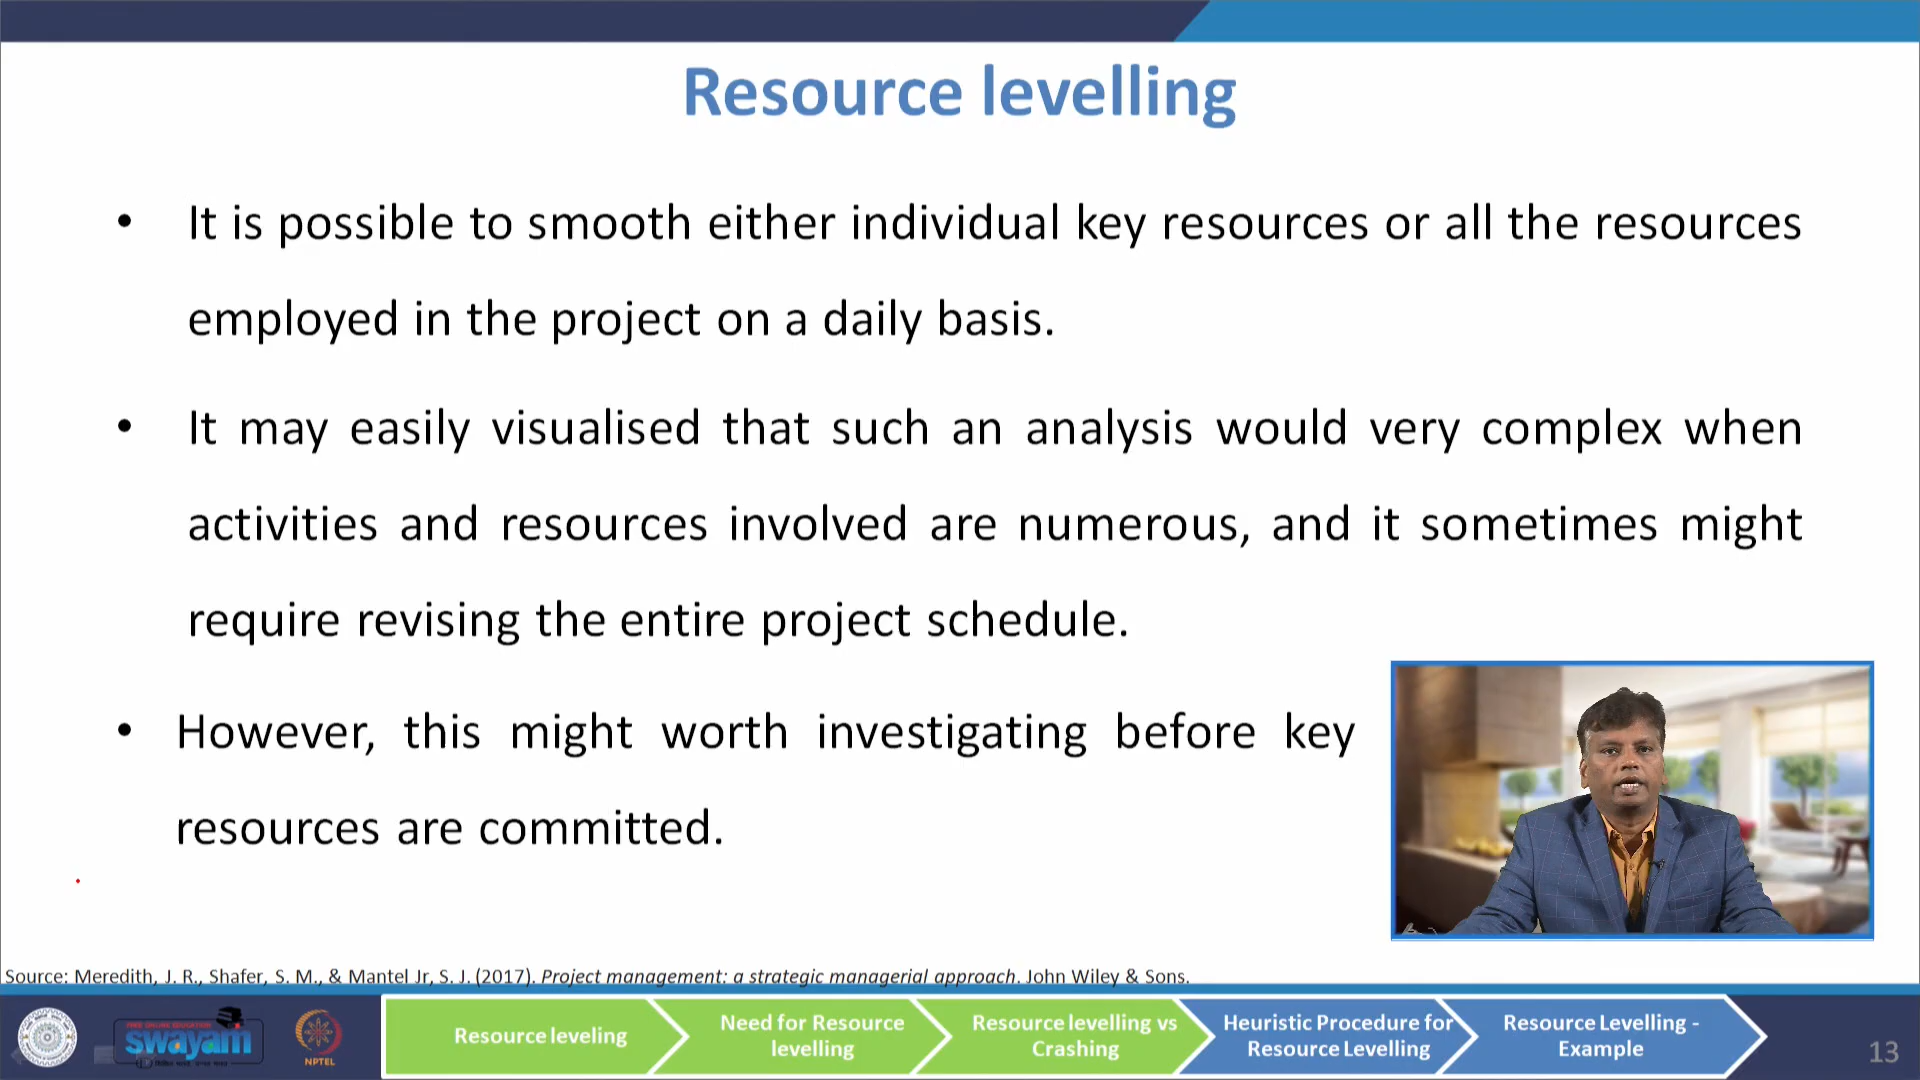 Resource levelling
• It is possible to smooth either individual key resources or all the resources
employed in the project on a daily basis.
• It may easily visualised that such an analysis would very complex when
activities and resources involved are numerous, and it sometimes might
require revising the entire project schedule.
• However, this might worth investigating before key
resources are committed.
Source: Meredith, J. R., Shafer, S. M., & Mantel Jr, S. J. (2017). Project management: a strategic managerial approach. John Wiley & Sons.
FREE ONLINE EDUCATION
swayam
NPTEL
Resource leveling
Need for Resource
levelling
Resource levelling vs
Crashing
Heuristic Procedure for
Resource Levelling
Resource Levelling -
Example
13